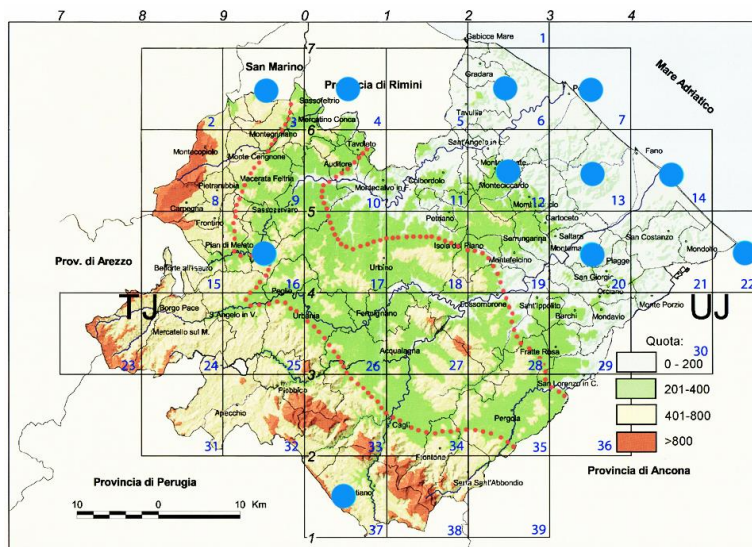 7 8 9 0 1 2 3 4
Gabicce Mare
1
7
San Marino
Provincia di Rimini
Gradara
P
Mare Adriatico
Sassofeltrio
Mercatino Conca
Tavullia
2 3 4 5 6 7
Montegrimano
6
Tavoleto
Sant'Angelo in L.
Fano
Montecopiolo
Monte Cerignone
Auditore
Macerata Feltria
Pietrarubbia
Montecalvo in F.
Colbordolo
Monteciccardo
8 9 10 11 12 13 14
Carpegna
Sassocorvaro
Petriano
Cartoceto
5
Frontino
Serrungarina
Saltara
San Costanzo
Pian di Meleto
Isola del Piano
Montefelcino
Piagge
Mondolfo
Prov. di Arezzo
Belforte all'Isauro
Urbino
San Giorgio
15 16 17 18 19 20 21 22
Peglio
Orciano
4
TJ
UJ
Borgo Pace
S.Angelo in V.
Urbania
Fermignano
Fossombrone
Sant'Ippolito
Barchi
Mondavio
Monte Porzio
Mercatello sul M.
Acqualagna
Fratte Rosa
Quota:
30
0 - 200
23 24 25 26 27 28 29
3
Piobbico
San Lorenzo in C.
201-400
Apecchio
Cagli
Pergola
401-800
31 32 33 34 35 36
>800
2
Frontone
Provincia di Perugia
Serra Sant'Abbondio
Provincia di Ancona
tiano
10 0 10 Km
37 38 39
1